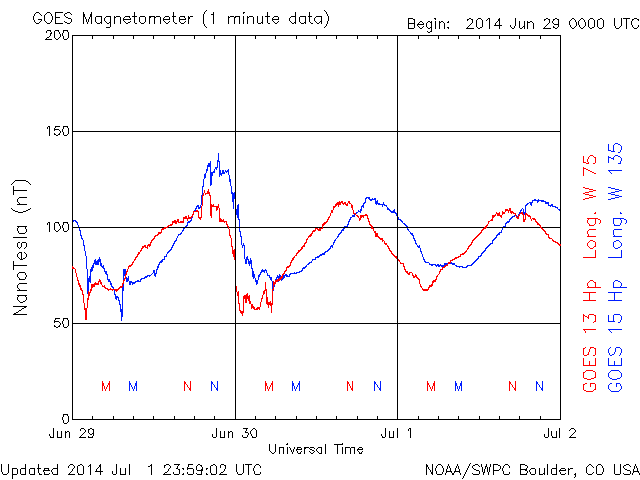 GOES Magnetometer (1 minute data)
Begin: 2014 Jun 29 0000 UTC
200
150
100
50
0
NanoTesla (nT)
M M N N M M N N M M N N
Jun 29 Jun 30 Jul 1 Jul 2
Universal Time
GOES 13 Hp Long. W 75
GOES 15 Hp Long. W 135
Updated 2014 Jul 1 23:59:02 UTC
NOAA/SWPC Boulder, CO USA